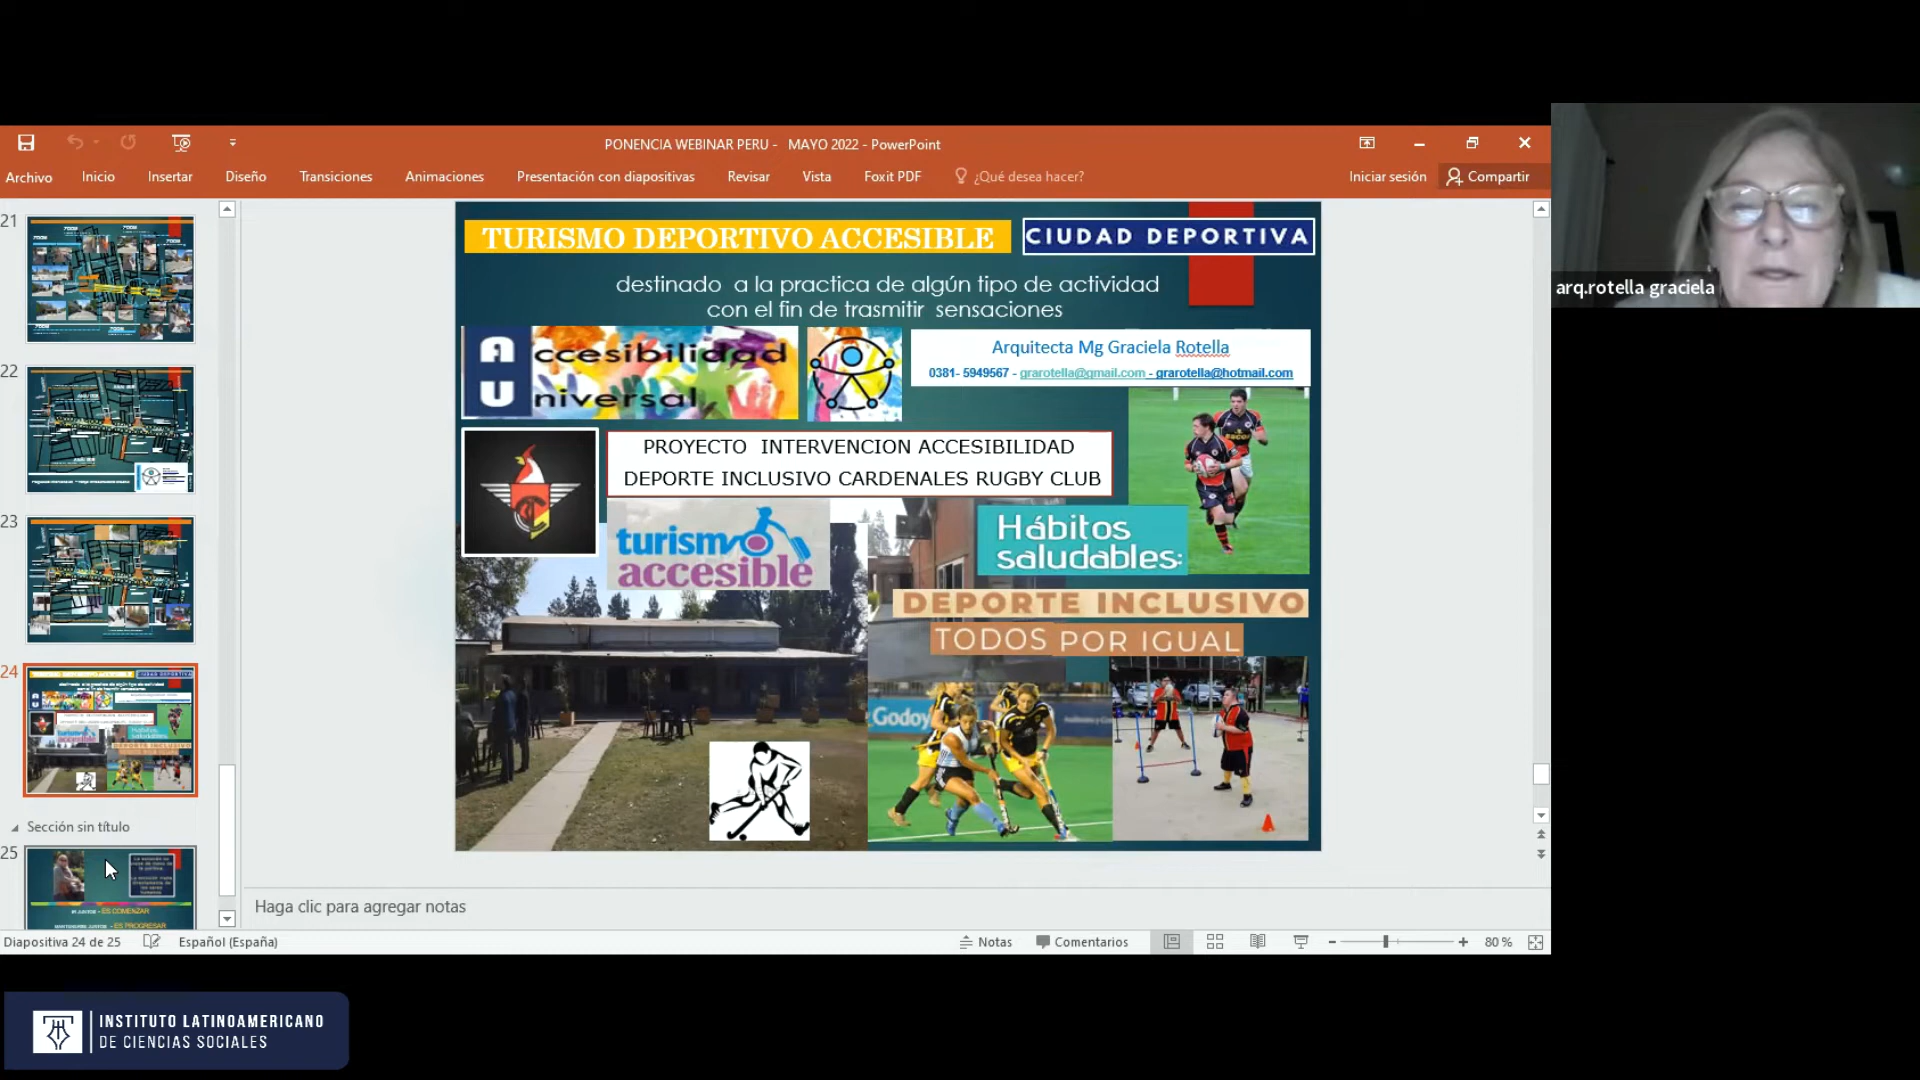 PONENCIA WEBINAR PERU - MAYO 2022 - PowerPoint
Archivo Inicio Insertar Diseño Transiciones Animaciones Presentación con diapositivas Revisar Vista Foxit PDF ¿Qué desea hacer? Iniciar sesión Compartir
21
22
23
24
Sección sin título
25
ES COMENZAR
ES PROGRESAR
TURISMO DEPORTIVO ACCESIBLE
CIUDAD DEPORTIVA
destinado a la practica de algún tipo de actividad
con el fin de trasmitir sensaciones
Accesibilidad
Universal
Arquitecta Mg Graciela Rotella
0381- 5949567 - grarotella@gmail.com - grarotella@hotmail.com
PROYECTO INTERVENCION ACCESIBILIDAD
DEPORTE INCLUSIVO CARDENALES RUGBY CLUB
turismo
accesible
Hábitos
saludables:
DEPORTE INCLUSIVO
TODOS POR IGUAL
Godoy
Haga clic para agregar notas
Diapositiva 24 de 25 Español (España) Notas Comentarios 80 %
arq.rotella graciela
INSTITUTO LATINOAMERICANO
DE CIENCIAS SOCIALES